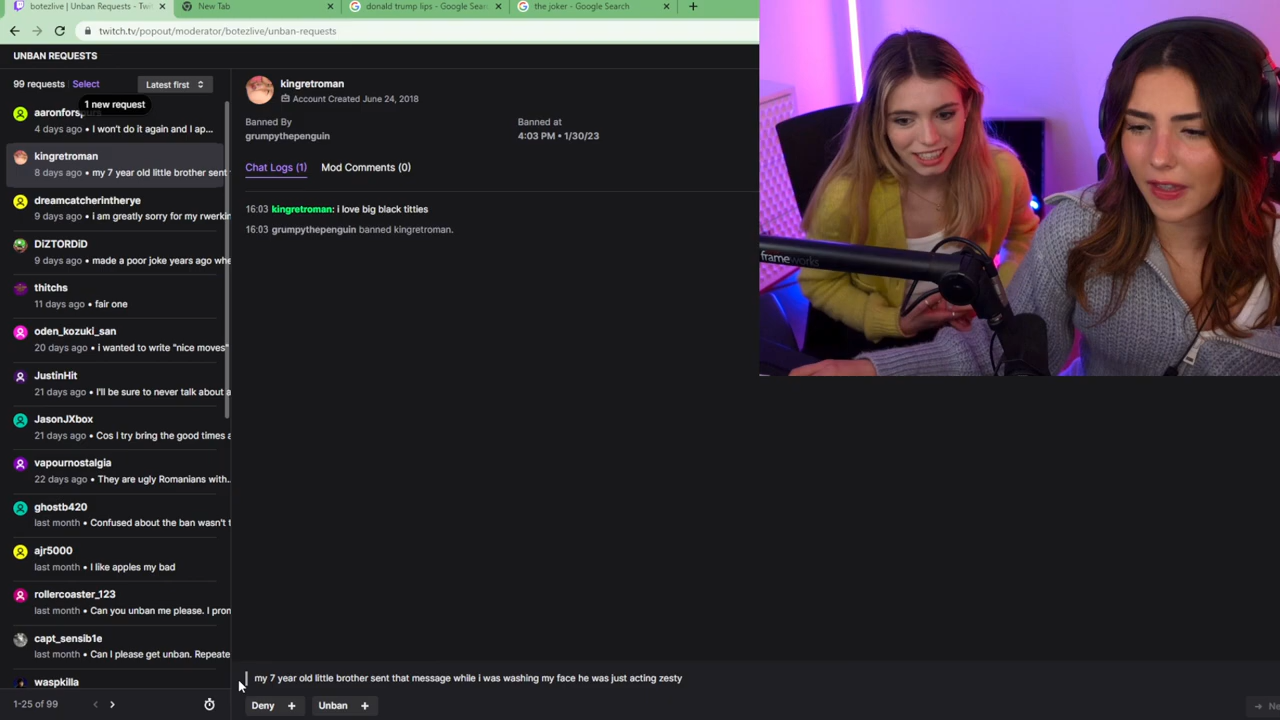 botezlive | Unban Requests - Twi
New Tab
donald trump lips - Google Sear
the joker - Google Search
twitch.tv/popout/moderator/botezlive/unban-requests
UNBAN REQUESTS
99 requests Select Latest first
1 new request
aaronforspurs
4 days ago • I won't do it again and I ap...
kingretroman
8 days ago • my 7 year old little brother sent
dreamcatcherintherye
9 days ago • i am greatly sorry for my rwerkin
DiZTORDiD
9 days ago • made a poor joke years ago whe
thitchs
11 days ago • fair one
oden_kozuki_san
20 days ago • i wanted to write "nice moves"
JustinHit
21 days ago • I'll be sure to never talk about a
JasonJXbox
21 days ago • Cos I try bring the good times a
vapournostalgia
22 days ago • They are ugly Romanians with..
ghostb420
last month • Confused about the ban wasn't t
ajr5000
last month • I like apples my bad
rollercoaster_123
last month • Can you unban me please. I pron
capt_sensib1e
last month • Can I please get unban. Repeate
waspkilla
1-25 of 99
kingretroman
Account Created June 24, 2018
Banned By
grumpythepenguin
Banned at
4:03 PM • 1/30/23
Chat Logs (1) Mod Comments (0)
16:03 kingretroman: i love big black titties
16:03 grumpythepenguin banned kingretroman.
my 7 year old little brother sent that message while i was washing my face he was just acting zesty
Deny + Unban +
Ne
frameworks